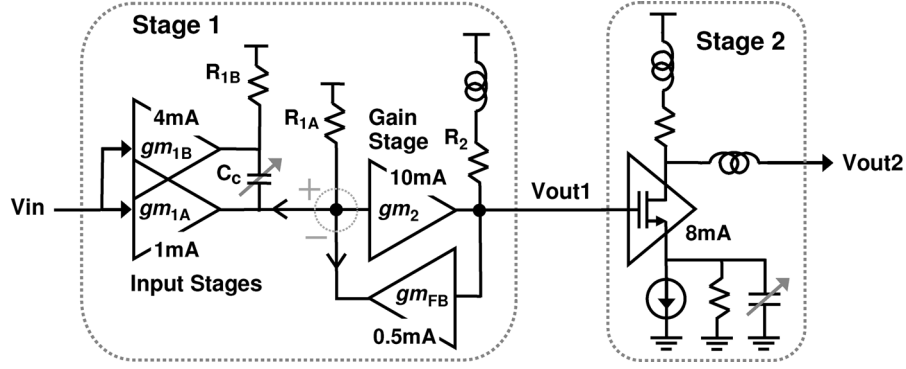 Stage 1
Stage 2
R1B
4mA
gm1B
R1A
Gain
Stage
R2
Cc
10mA
Vout1
Vout2
Vin
gm1A
+
gm2
−
1mA
8mA
Input Stages
gmFB
0.5mA